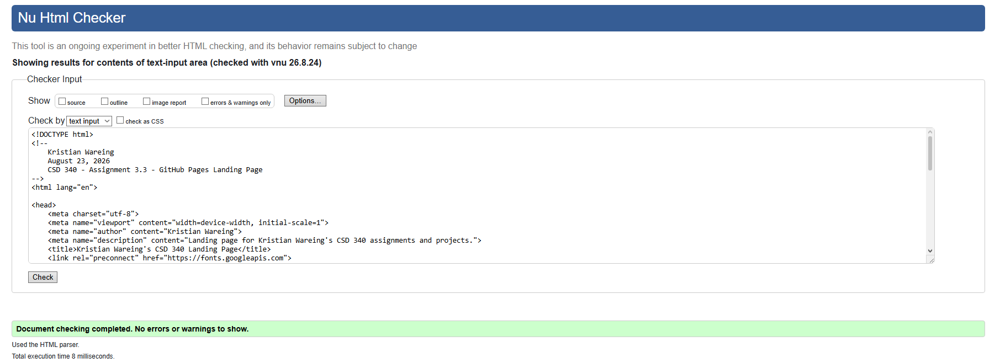 Nu Html Checker
This tool is an ongoing experiment in better HTML checking, and its behavior remains subject to change
Showing results for contents of text-input area (checked with vnu 26.8.24)
Checker Input
Show source outline image report errors & warnings only Options...
Check by text input check as CSS
<!DOCTYPE html>
<!--
    Kristian Wareing
    August 23, 2026
    CSD 340 - Assignment 3.3 - GitHub Pages Landing Page
-->
<html lang="en">
<head>
    <meta charset="utf-8">
    <meta name="viewport" content="width=device-width, initial-scale=1">
    <meta name="author" content="Kristian Wareing">
    <meta name="description" content="Landing page for Kristian Wareing's CSD 340 assignments and projects.">
    <title>Kristian Wareing's CSD 340 Landing Page</title>
    <link rel="preconnect" href="https://fonts.googleapis.com">
Check
Document checking completed. No errors or warnings to show.
Used the HTML parser.
Total execution time 8 milliseconds.